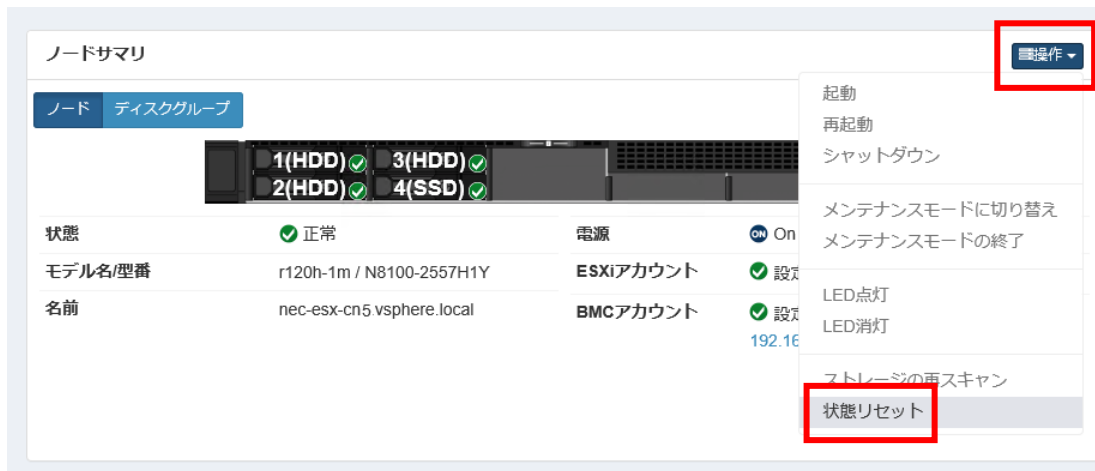 ノードサマリ
操作
ノード ディスクグループ
1(HDD) 3(HDD)
2(HDD) 4(SSD)
状態 正常 電源 ON On
モデル名/型番 r120h-1m / N8100-2557H1Y ESXiアカウント
名前 nec-esx-cn5.vsphere.local BMCアカウント
192.16
起動
再起動
シャットダウン
メンテナンスモードに切り替え
メンテナンスモードの終了
LED点灯
LED消灯
ストレージの再スキャン
状態リセット